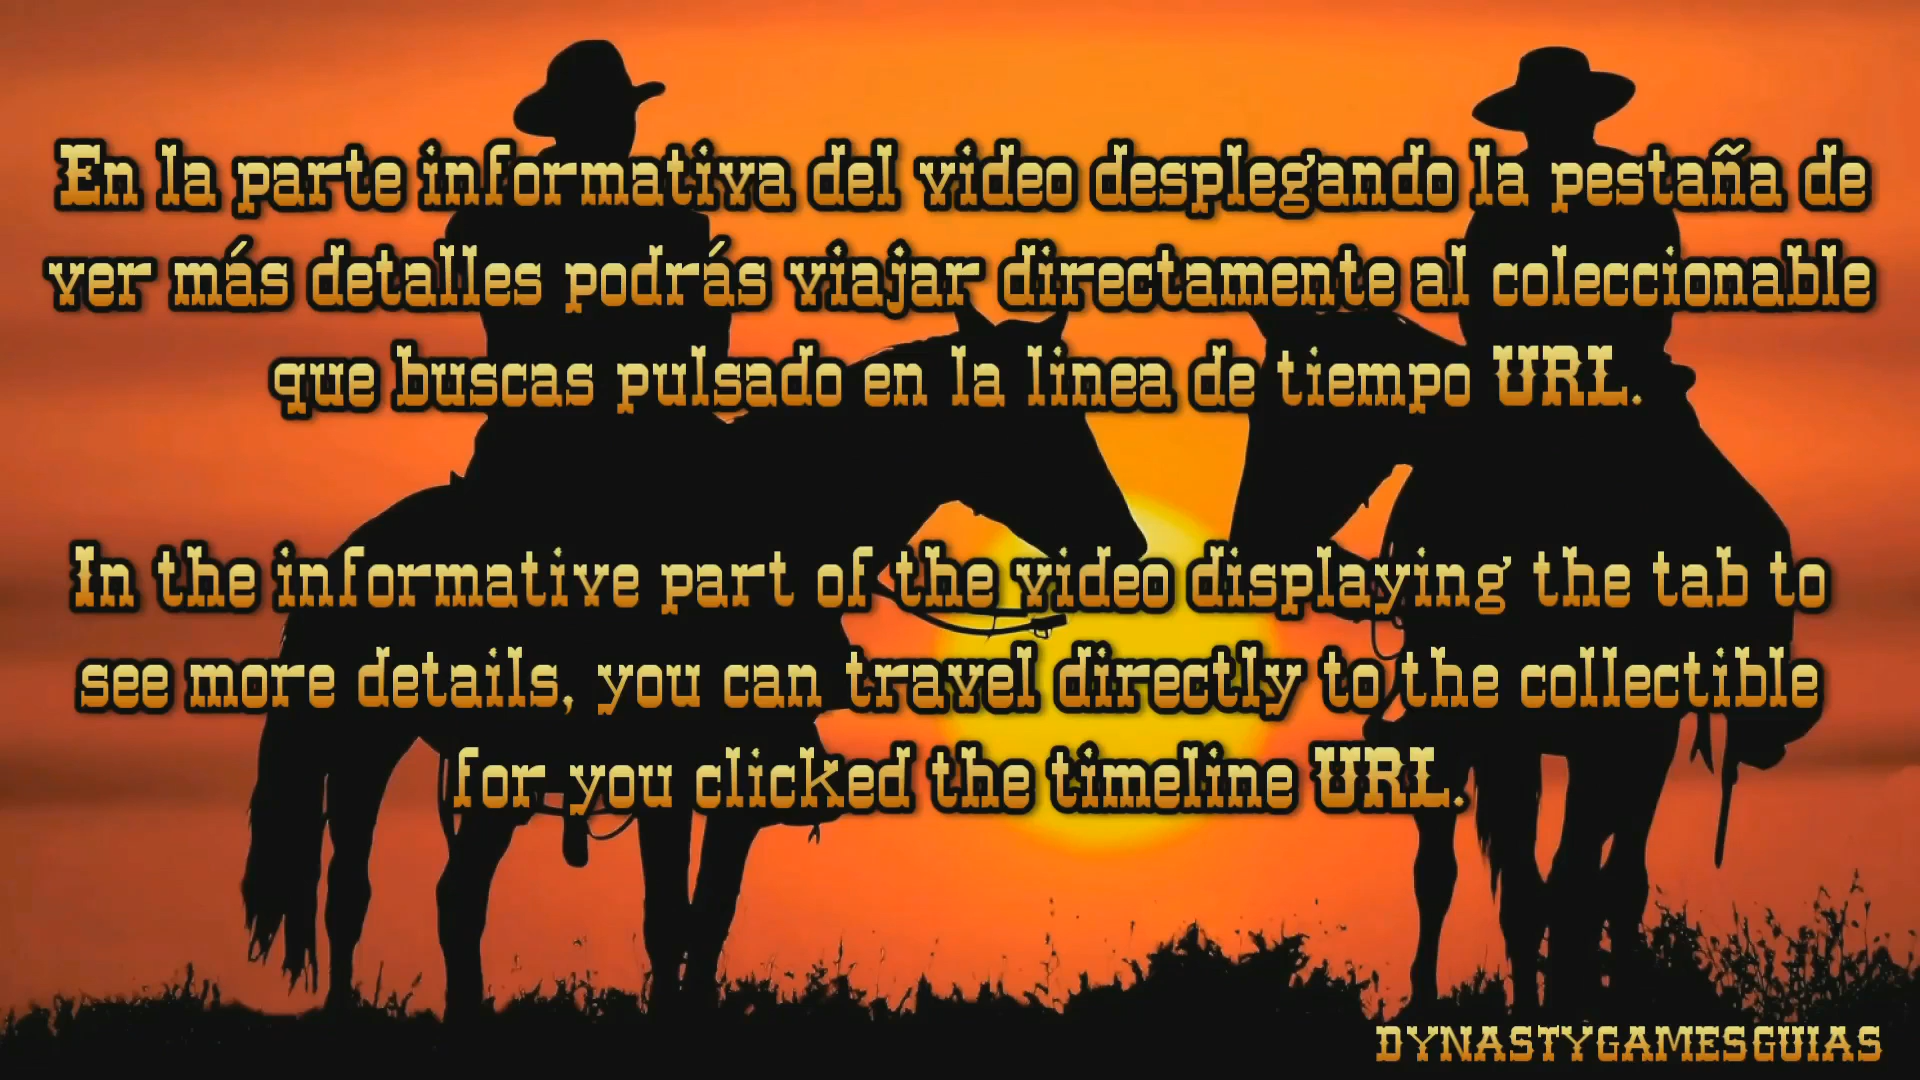 En la parte informativa del video desplegando la pestaña de
ver más detalles podrás viajar directamente al coleccionable
que buscas pulsado en la linea de tiempo URL.
In the informative part of the video displaying the tab to
see more details, you can travel directly to the collectible
for you clicked the timeline URL.
DYNASTYGAMESGUIAS